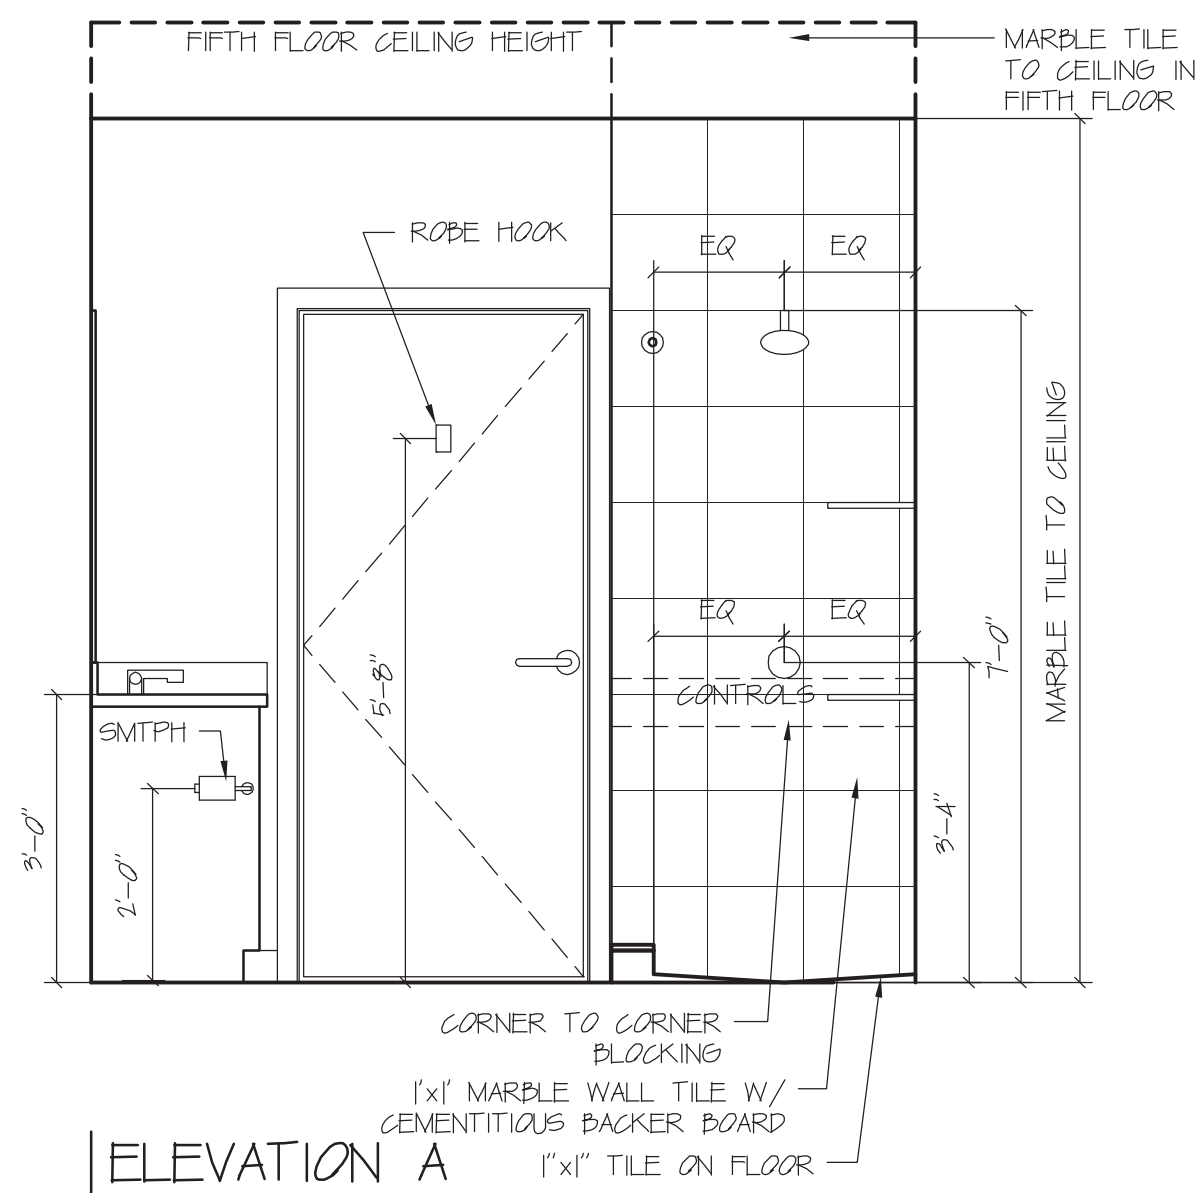 FIFTH FLOOR CEILING HEIGHT
MARBLE TILE
TO CEILING IN
FIFTH FLOOR
ROBE HOOK
EQ EQ
MARBLE TILE TO CEILING
EQ EQ
7'-0"
5'-8"
CONTROLS
SMTPH
3'-4"
3'-0"
2'-0"
CORNER TO CORNER
BLOCKING
1'x1' MARBLE WALL TILE W/
CEMENTITIOUS BACKER BOARD
1"x1" TILE ON FLOOR
ELEVATION A